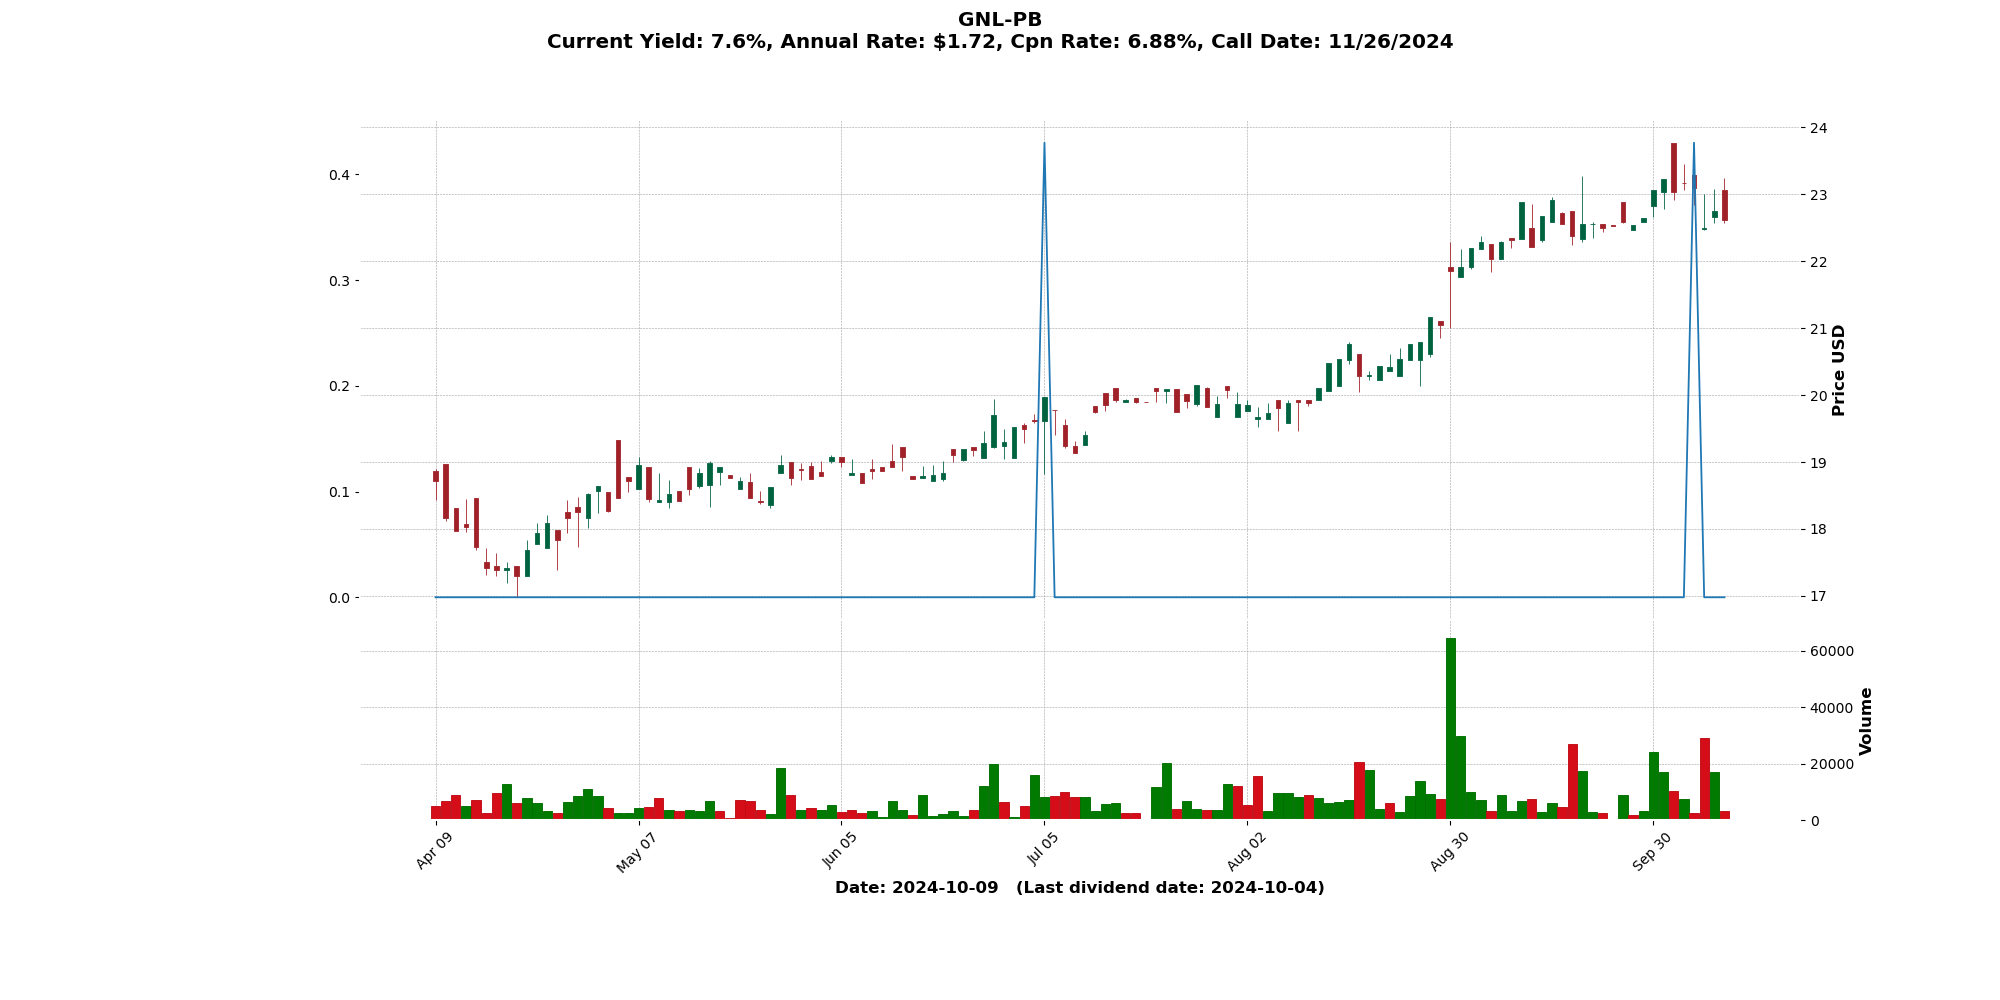 GNL-PB
Current Yield: 7.6%, Annual Rate: $1.72, Cpn Rate: 6.88%, Call Date: 11/26/2024
0.4
0.3
0.2
0.1
0.0
24
23
22
21
20
19
18
17
Price USD
60000
40000
20000
0
Volume
Apr 09
May 07
Jun 05
Jul 05
Aug 02
Aug 30
Sep 30
Date: 2024-10-09 (Last dividend date: 2024-10-04)